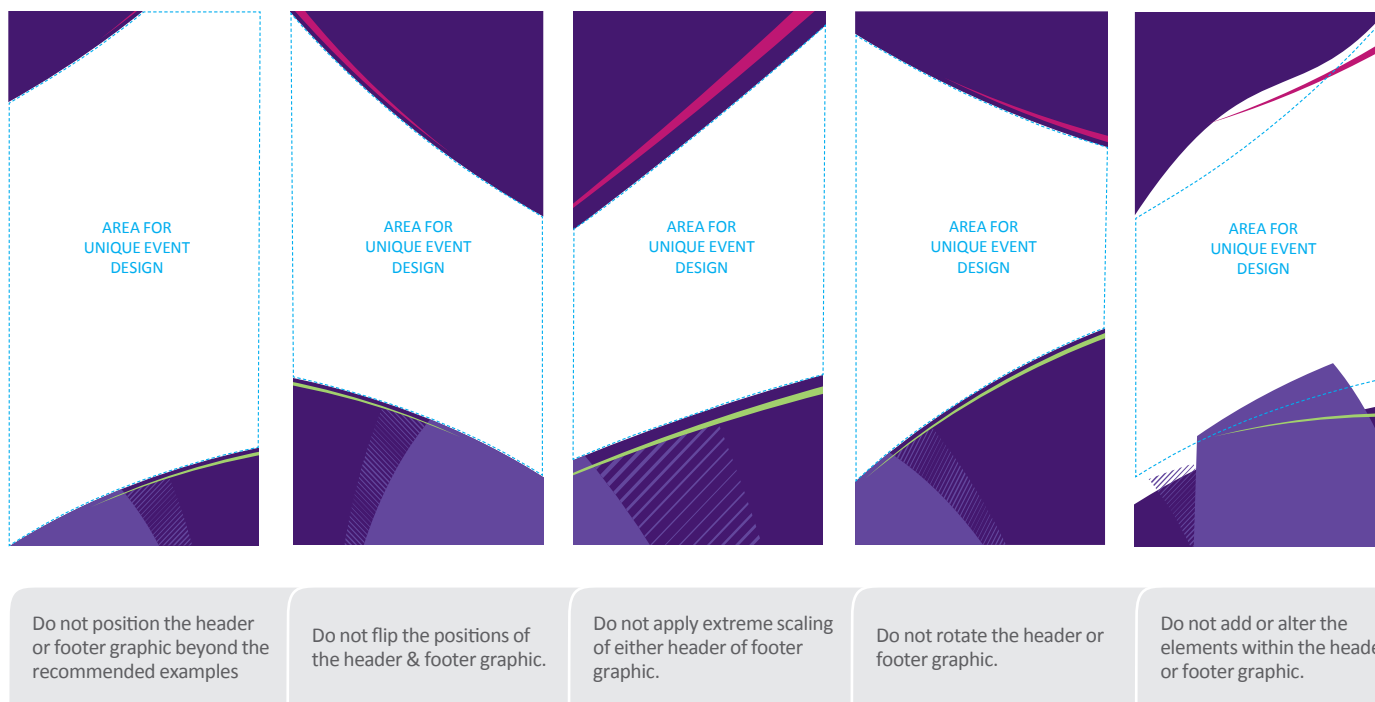 AREA FOR
UNIQUE EVENT
DESIGN
AREA FOR
UNIQUE EVENT
DESIGN
AREA FOR
UNIQUE EVENT
DESIGN
AREA FOR
UNIQUE EVENT
DESIGN
AREA FOR
UNIQUE EVENT
DESIGN
Do not position the header
or footer graphic beyond the
recommended examples
Do not flip the positions of
the header & footer graphic.
Do not apply extreme scaling
of either header of footer
graphic.
Do not rotate the header or
footer graphic.
Do not add or alter the
elements within the heade
or footer graphic.